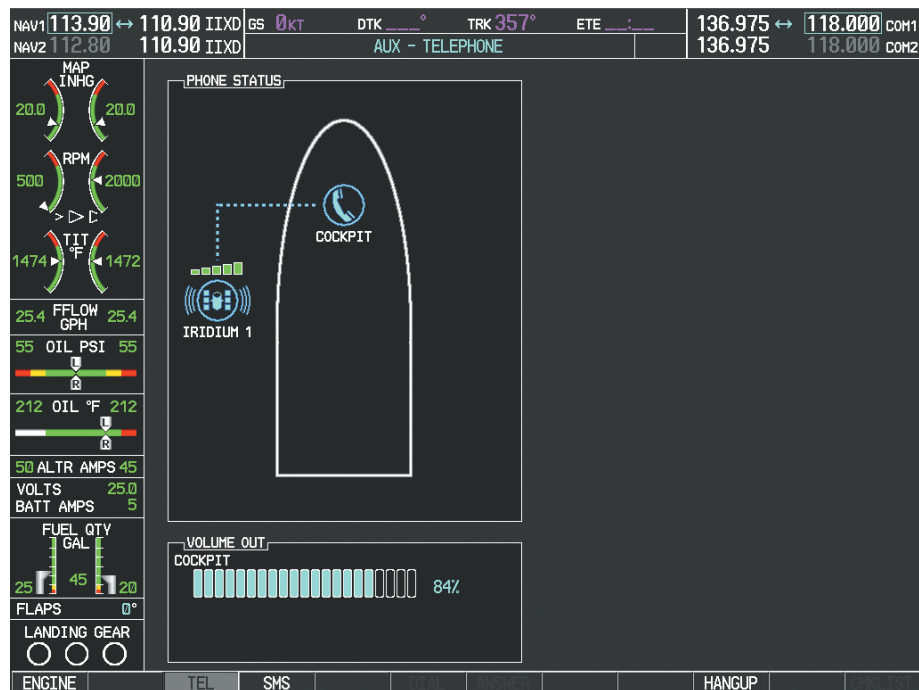 NAV1 113.90 ↔ 110.90 IIXD GS 0KT DTK ___° TRK 357° ETE __:__ 136.975 ↔ 118.000 COM1
NAV2 112.80 110.90 IIXD AUX - TELEPHONE 136.975 118.000 COM2
MAP
INHG
20.0 20.0
RPM
500 2000
TIT
°F
1474 1472
25.4 FFLOW 25.4
GPH
55 OIL PSI 55
L
R
212 OIL °F 212
L
R
50 ALTR AMPS 45
VOLTS 25.0
BATT AMPS 5
FUEL QTY
GAL
25 45 20
FLAPS 0°
LANDING GEAR
PHONE STATUS
COCKPIT
IRIDIUM 1
VOLUME OUT
COCKPIT
84%
ENGINE TEL SMS DIAL ANSWER HANGUP CHKLIST